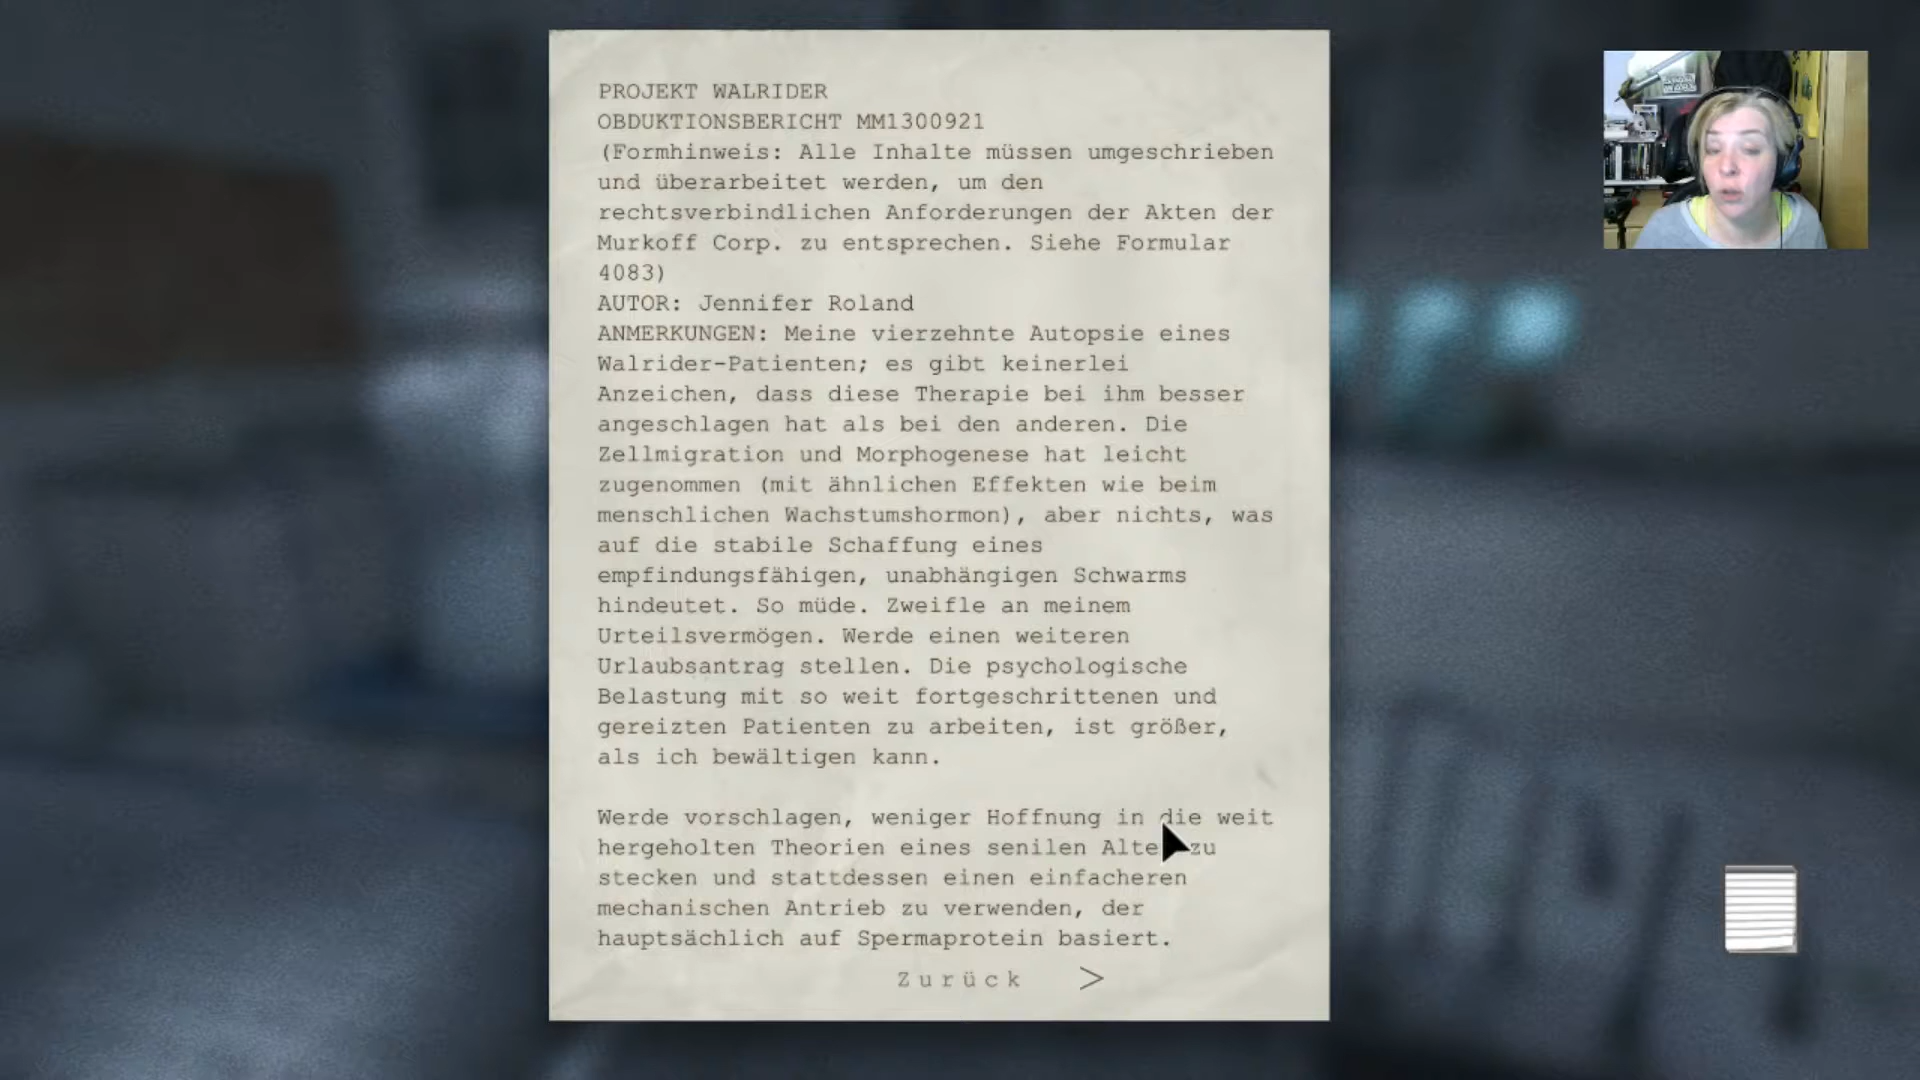 PROJEKT WALRIDER
OBDUKTIONSBERICHT MM1300921
(Formhinweis: Alle Inhalte müssen umgeschrieben
und überarbeitet werden, um den
rechtsverbindlichen Anforderungen der Akten der
Murkoff Corp. zu entsprechen. Siehe Formular
4083)
AUTOR: Jennifer Roland
ANMERKUNGEN: Meine vierzehnte Autopsie eines
Walrider-Patienten; es gibt keinerlei
Anzeichen, dass diese Therapie bei ihm besser
angeschlagen hat als bei den anderen. Die
Zellmigration und Morphogenese hat leicht
zugenommen (mit ähnlichen Effekten wie beim
menschlichen Wachstumshormon), aber nichts, was
auf die stabile Schaffung eines
empfindungsfähigen, unabhängigen Schwarms
hindeutet. So müde. Zweifle an meinem
Urteilsvermögen. Werde einen weiteren
Urlaubsantrag stellen. Die psychologische
Belastung mit so weit fortgeschrittenen und
gereizten Patienten zu arbeiten, ist größer,
als ich bewältigen kann.
Werde vorschlagen, weniger Hoffnung in die weit
hergeholten Theorien eines senilen Alten zu
stecken und stattdessen einen einfacheren
mechanischen Antrieb zu verwenden, der
hauptsächlich auf Spermaprotein basiert.
Zurück >